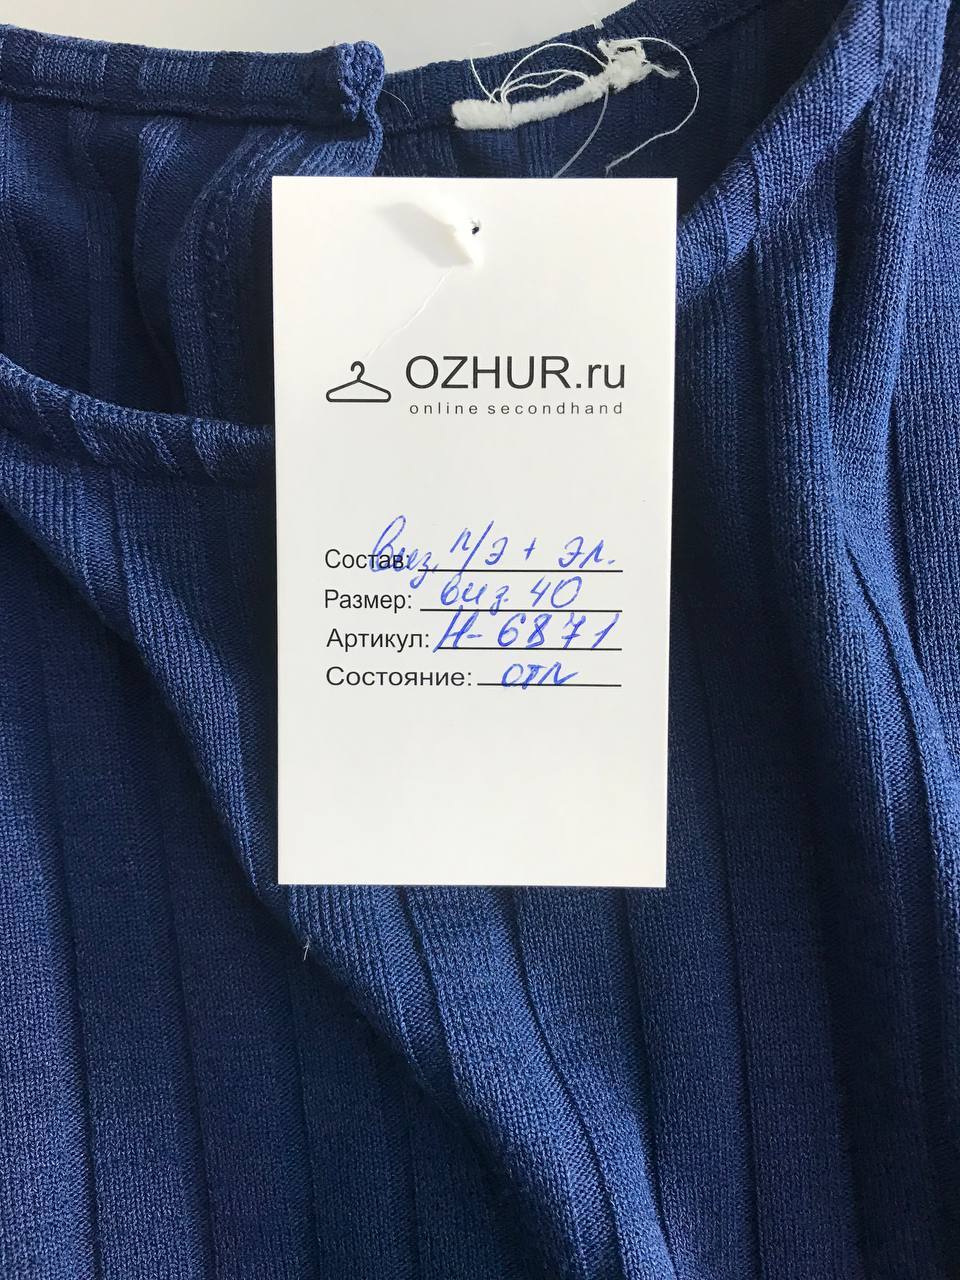 OZHUR.ru
online secondhand
Состав: виз. п/э + эл.
Размер: виз. 40
Артикул: Н-6871
Состояние: отл